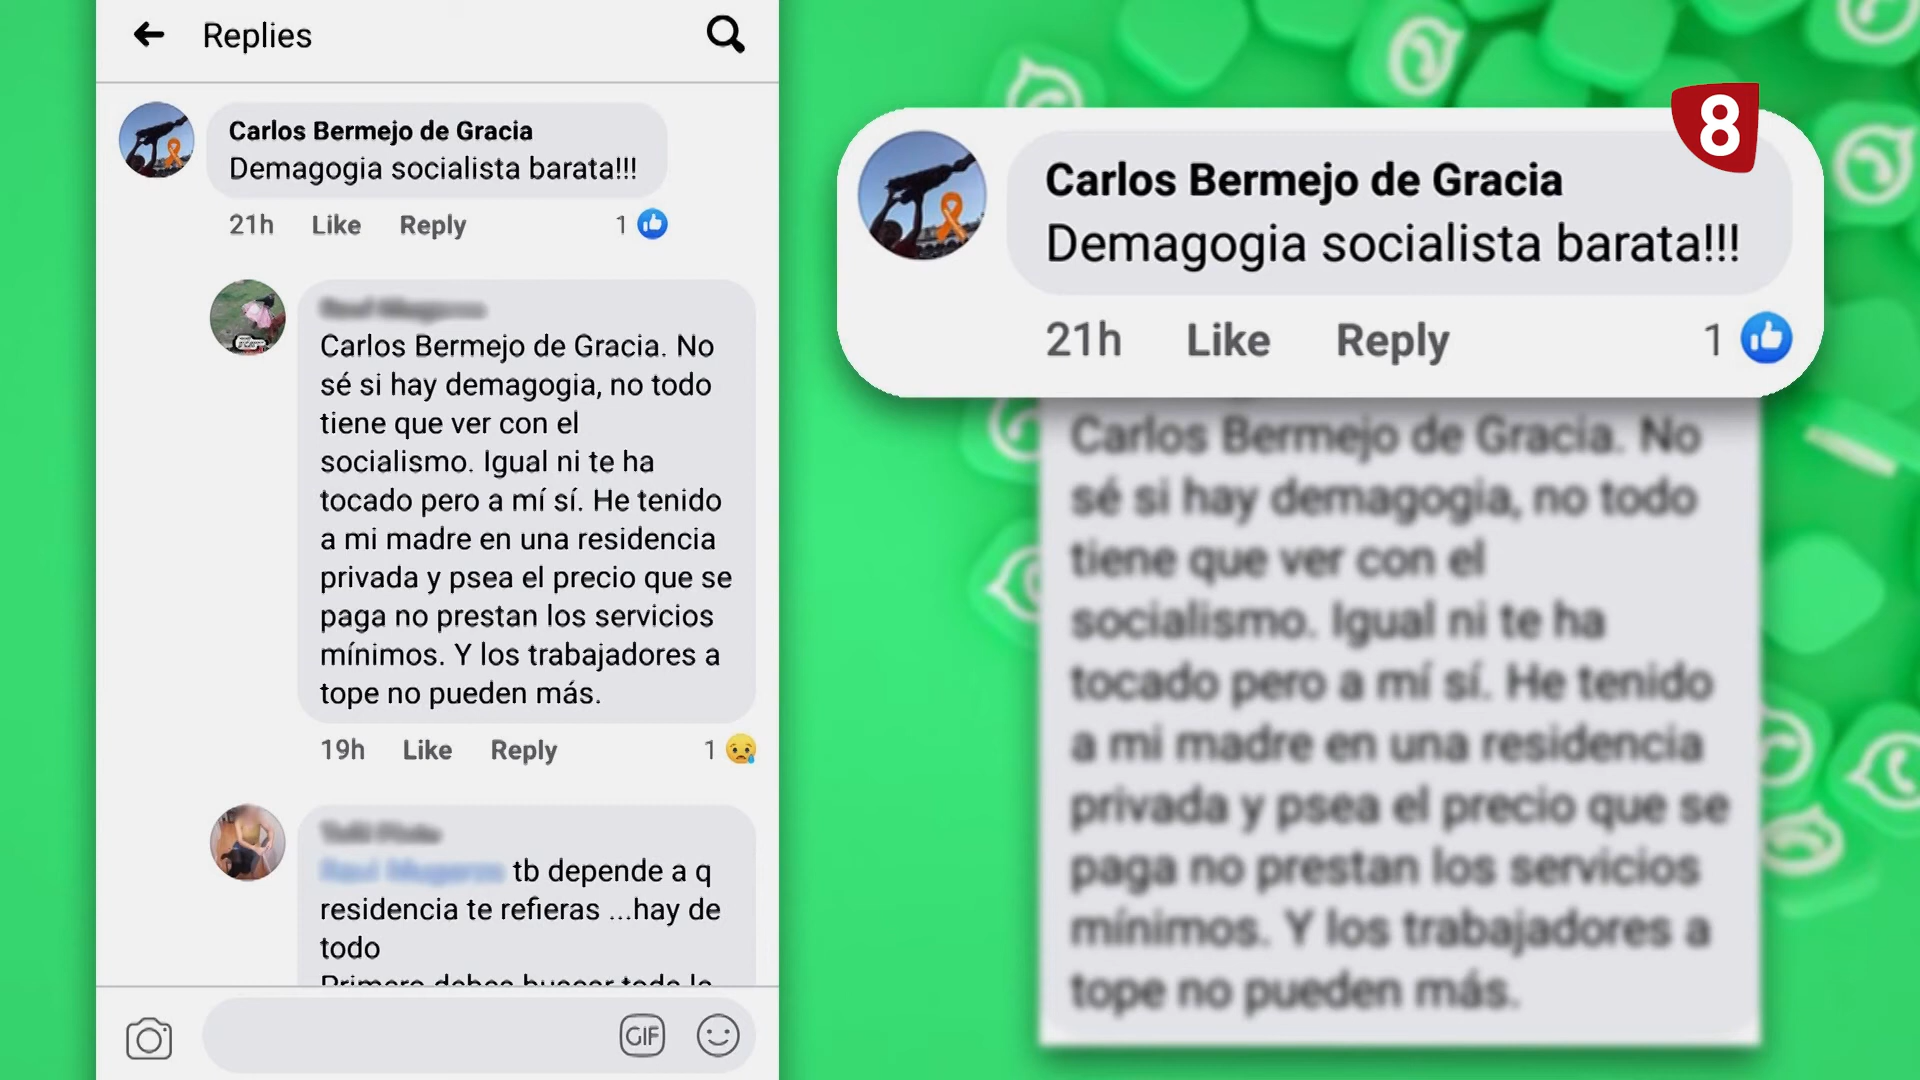 Replies
Carlos Bermejo de Gracia
Demagogia socialista barata!!!
21h Like Reply 1
Carlos Bermejo de Gracia. No
sé si hay demagogia, no todo
tiene que ver con el
socialismo. Igual ni te ha
tocado pero a mí sí. He tenido
a mi madre en una residencia
privada y psea el precio que se
paga no prestan los servicios
mínimos. Y los trabajadores a
tope no pueden más.
19h Like Reply 1
tb depende a q
residencia te refieras ...hay de
todo
Primero debes buscar todo lo
GIF
8
Carlos Bermejo de Gracia
Demagogia socialista barata!!!
21h Like Reply 1
Carlos Bermejo de Gracia. No
sé si hay demagogia, no todo
tiene que ver con el
socialismo. Igual ni te ha
tocado pero a mí sí. He tenido
a mi madre en una residencia
privada y psea el precio que se
paga no prestan los servicios
mínimos. Y los trabajadores a
tope no pueden más.